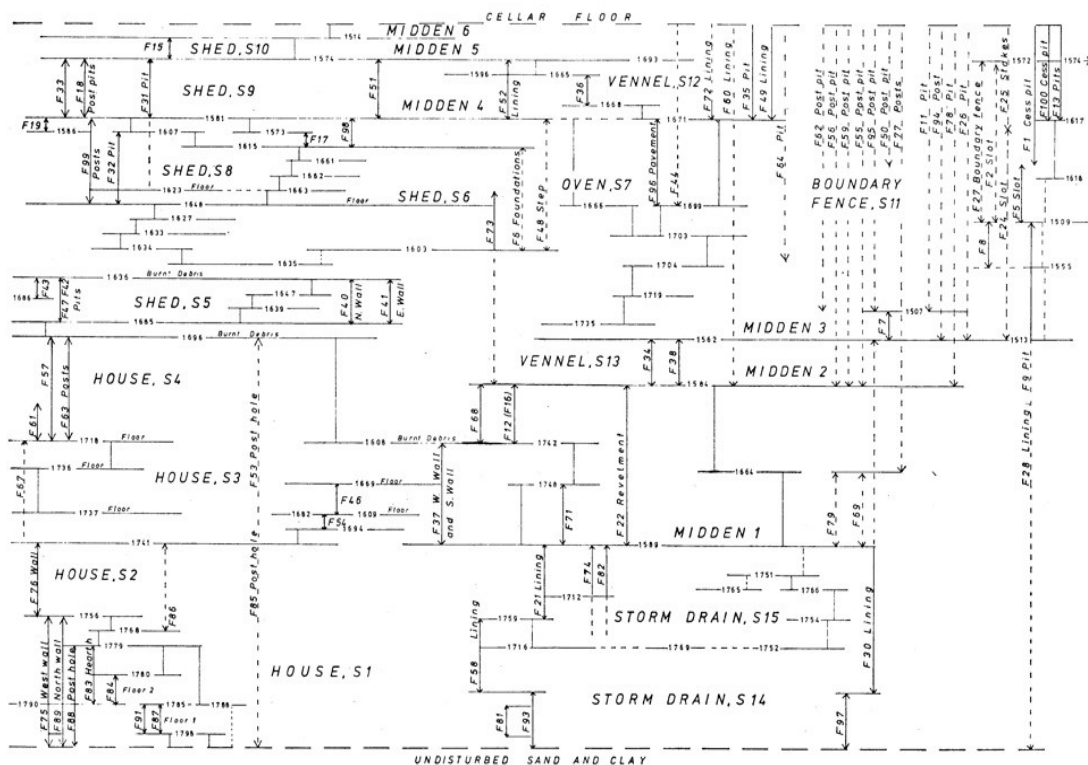 CELLAR FLOOR
1514 MIDDEN 6
F15 SHED, S10 MIDDEN 5
1574 1693 1572 1574
F33 F18 Post pits F31 Pit SHED, S9 F51 F52 Lining 1596 1665 F36 VENNEL, S12
MIDDEN 4 1668
F72 Lining F80 Lining F35 Pit F49 Lining
F64 Pit
F62 Post pit
F56 Post pit
F59 Post pit
F55 Post pit
F95 Post pit
F50 Post pit
F77 Posts
F11 Pit
F94 Post
F78 Pit
F26 Pit
F27 Boundary fence
F2 Slot
F24 Slot
F25 Stakes
F5 Slot
F1 Cess pit
F100 Cess pit
F13 Pits
F19 1586 1581 1607 1573 F17 F98 1671 1617
1615
F99 Posts F32 Pit 1661
SHED, S8 1662
1623 Floor 1663
1648 Floor SHED, S6
F73 F6 Foundations F48 Step
OVEN, S7 F96 Pavement F44
1666 1699
BOUNDARY
FENCE, S11
1616
1509
1627
1633
1634 1603 1703
1635 1704 F8 1555
1636 Burnt Debris
1686 F43 F47 F42 Pits 1647 F40 N. Wall F41 E. Wall 1719
SHED, S5 1639
1685 1735 MIDDEN 3 1507
1696 Burnt Debris 1562 F7 1513
F57 F63 Posts HOUSE, S4 VENNEL, S13 F34 F38 MIDDEN 2
1584
F61 F53 Post hole F68 F12 (F16)
1718 Floor 1608 Burnt Debris 1742
F67 1736 Floor 1664
HOUSE, S3 1669 Floor 1748
F46 F37 W. Wall and S. Wall F71 F22 Revetment F79 F69
1737 Floor 1682 1609 Floor
F54 1694 MIDDEN 1
1741 1589
F28 Lining, F9 Pit
F76 Wall HOUSE, S2 F86 F85 Post hole
F21 Lining F74 F82 1751
1765 1766
1712
1756 1759 STORM DRAIN, S15 1754
1768
1779 1716 1769 1752
F58 Lining F30 Lining
F75 West wall F89 North wall F88 Post hole F83 Hearth 1780 F84 Floor 2
HOUSE, S1
1790 1785 1788 STORM DRAIN, S14
F91 F87 Floor 1 F81 F93 F97
1798
UNDISTURBED SAND AND CLAY